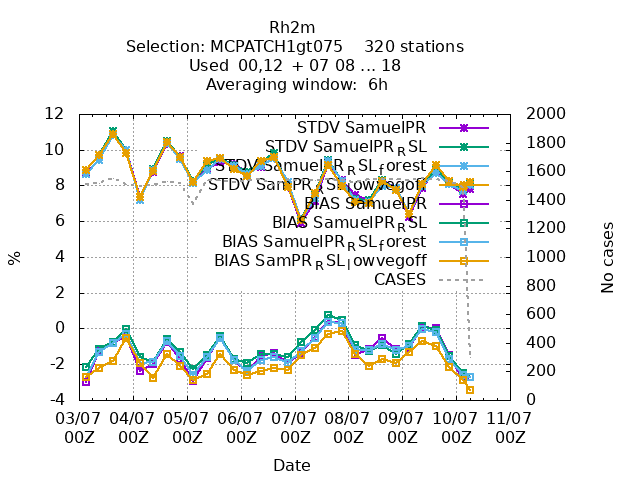 Rh2m
Selection: MCPATCH1gt075 320 stations
Used 00,12 + 07 08 ... 18
Averaging window: 6h
STDV SamuelPR
STDV SamuelPR_RSL
STDV SamuelPR_RSL_forest
STDV SamPR_RSL_lowvegoff
BIAS SamuelPR
BIAS SamuelPR_RSL
BIAS SamuelPR_RSL_forest
BIAS SamPR_RSL_lowvegoff
CASES
12
10
8
6
4
2
0
-2
-4
%
2000
1800
1600
1400
1200
1000
800
600
400
200
0
No cases
03/07 04/07 05/07 06/07 07/07 08/07 09/07 10/07 11/07
00Z 00Z 00Z 00Z 00Z 00Z 00Z 00Z 00Z
Date